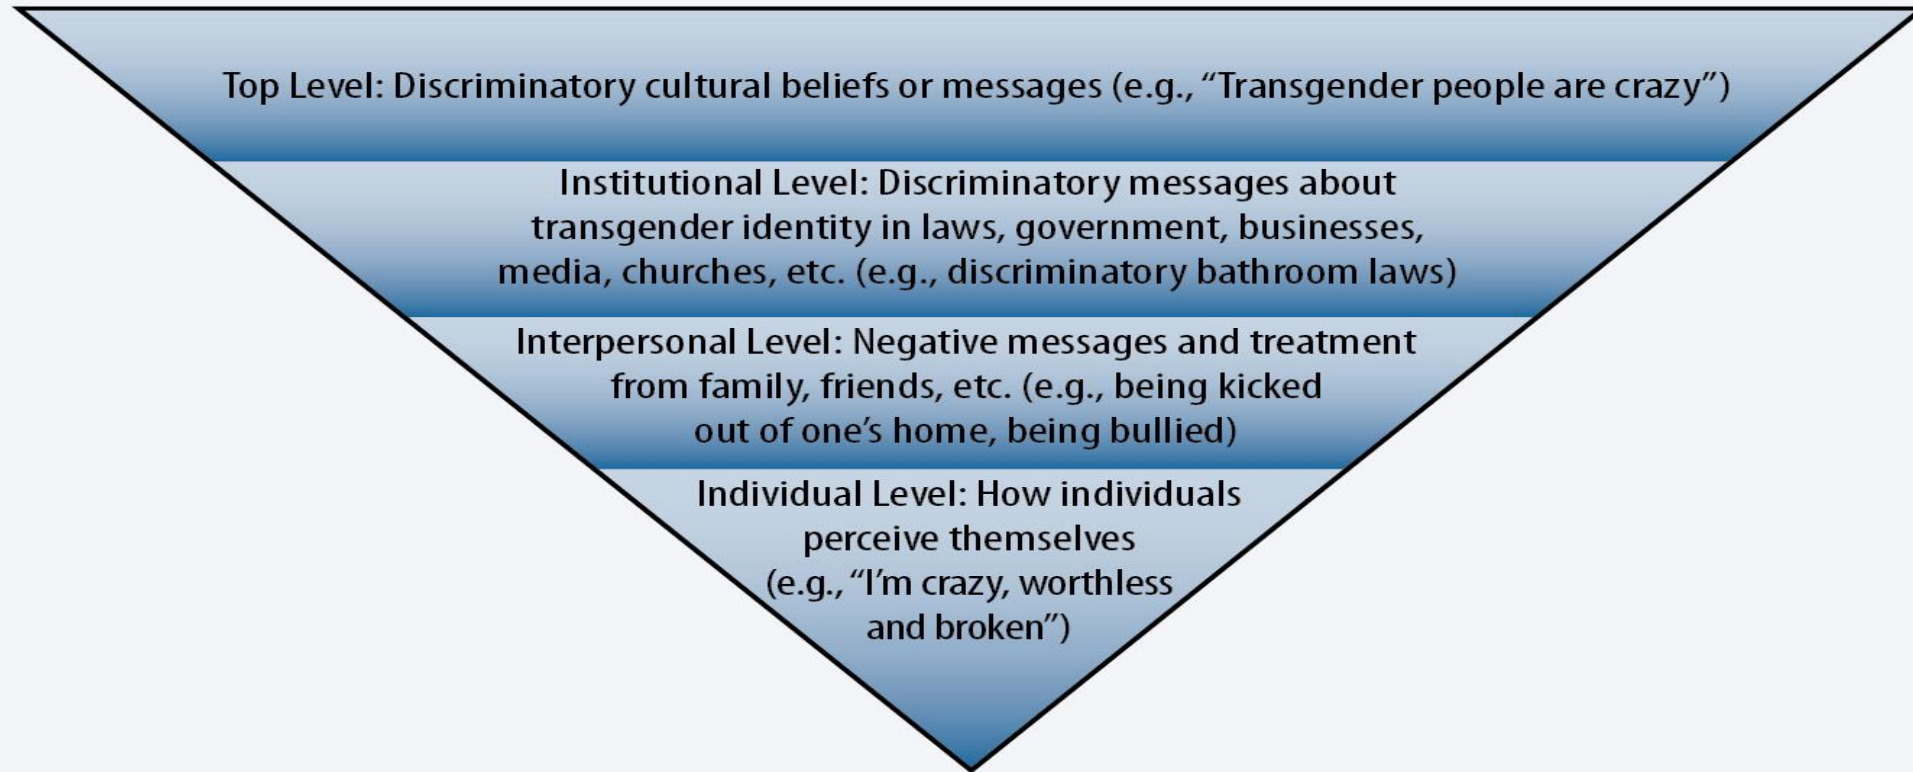 Top Level: Discriminatory cultural beliefs or messages (e.g., “Transgender people are crazy”)
Institutional Level: Discriminatory messages about
transgender identity in laws, government, businesses,
media, churches, etc. (e.g., discriminatory bathroom laws)
Interpersonal Level: Negative messages and treatment
from family, friends, etc. (e.g., being kicked
out of one’s home, being bullied)
Individual Level: How individuals
perceive themselves
(e.g., “I’m crazy, worthless
and broken”)